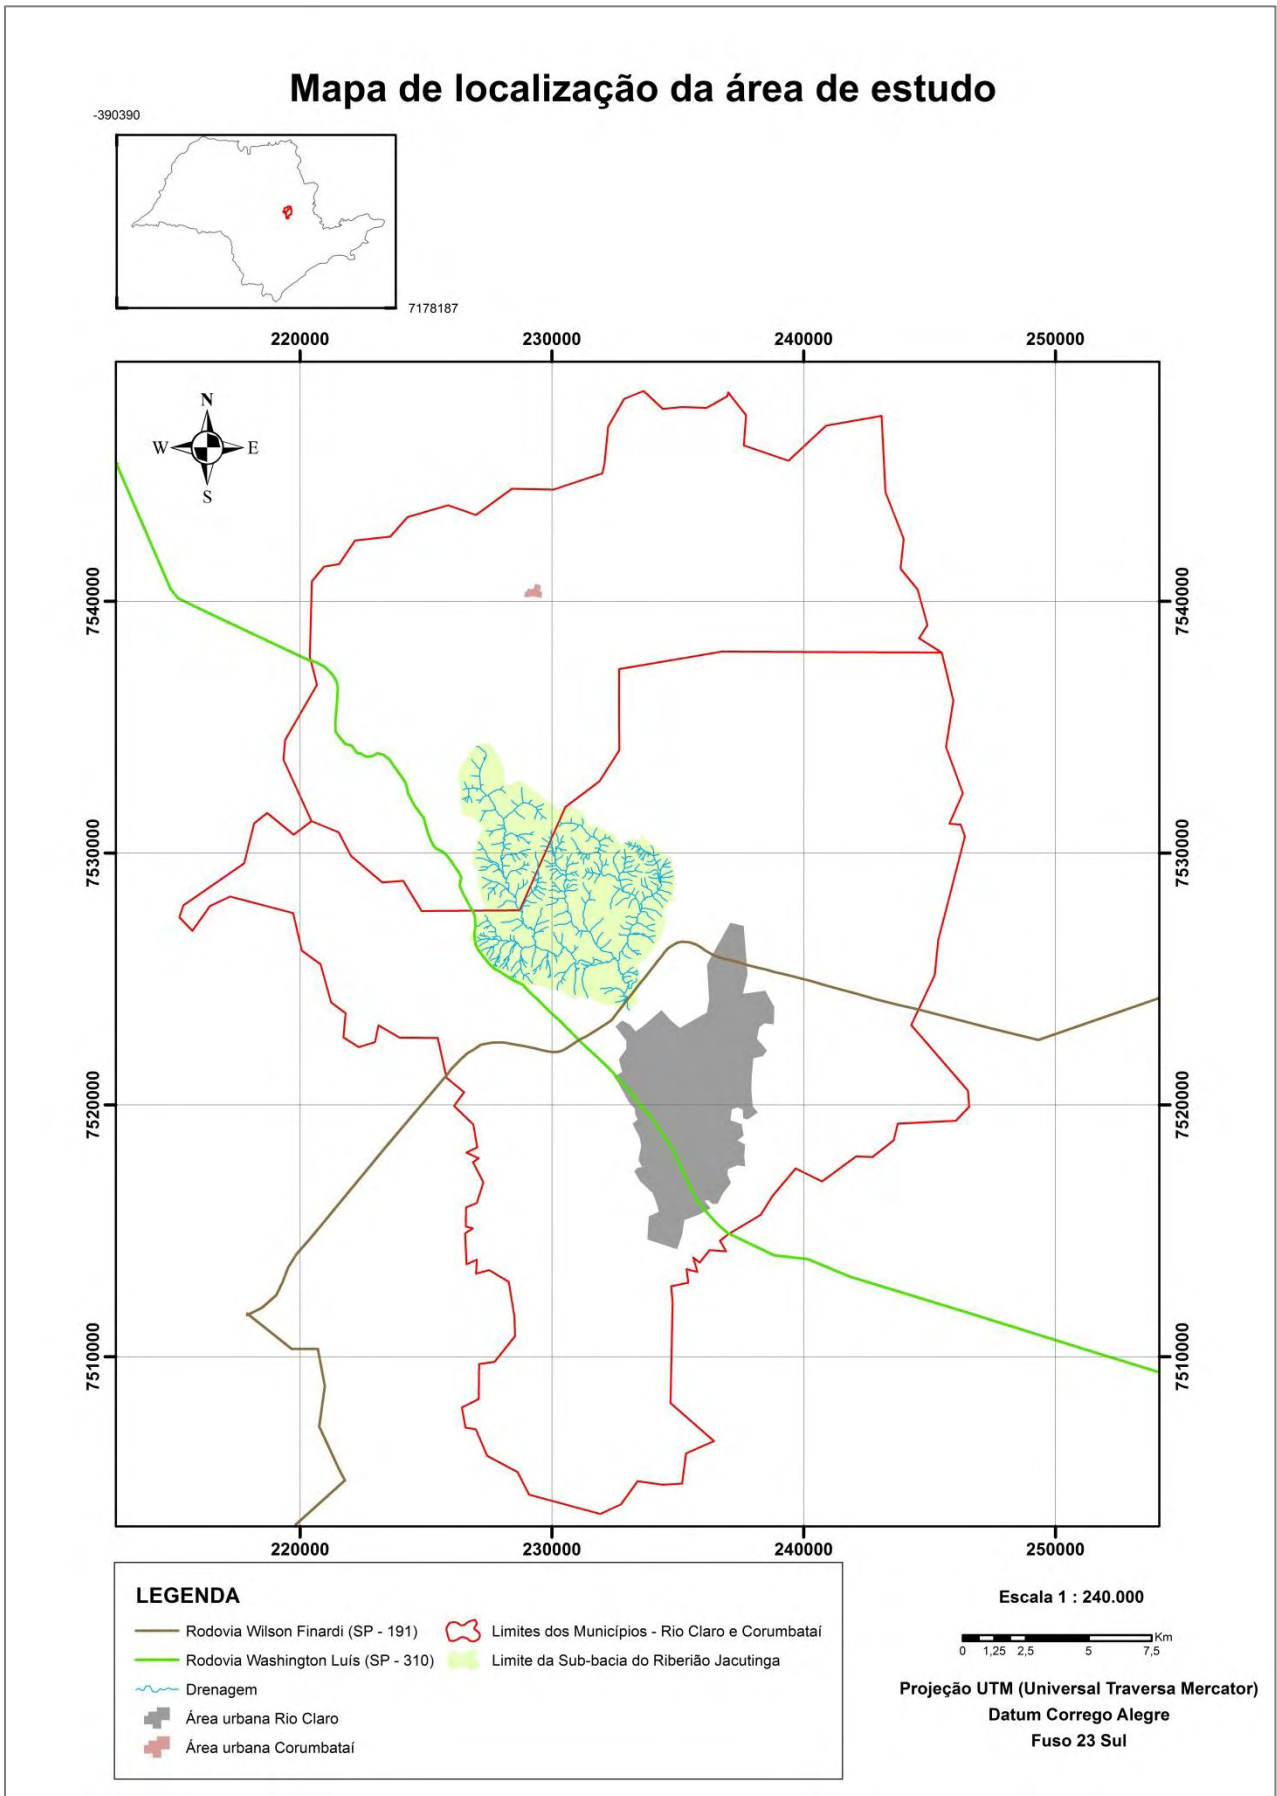 Mapa de localização da área de estudo
-390390
7178187
220000 230000 240000 250000
N
W E
S
7540000 7540000
7530000 7530000
7520000 7520000
7510000 7510000
220000 230000 240000 250000
LEGENDA
Rodovia Wilson Finardi (SP - 191)
Rodovia Washington Luís (SP - 310)
Drenagem
Área urbana Rio Claro
Área urbana Corumbataí
Limites dos Municípios - Rio Claro e Corumbataí
Limite da Sub-bacia do Riberião Jacutinga
Escala 1 : 240.000
Km
0 1,25 2,5 5 7,5
Projeção UTM (Universal Traversa Mercator)
Datum Corrego Alegre
Fuso 23 Sul